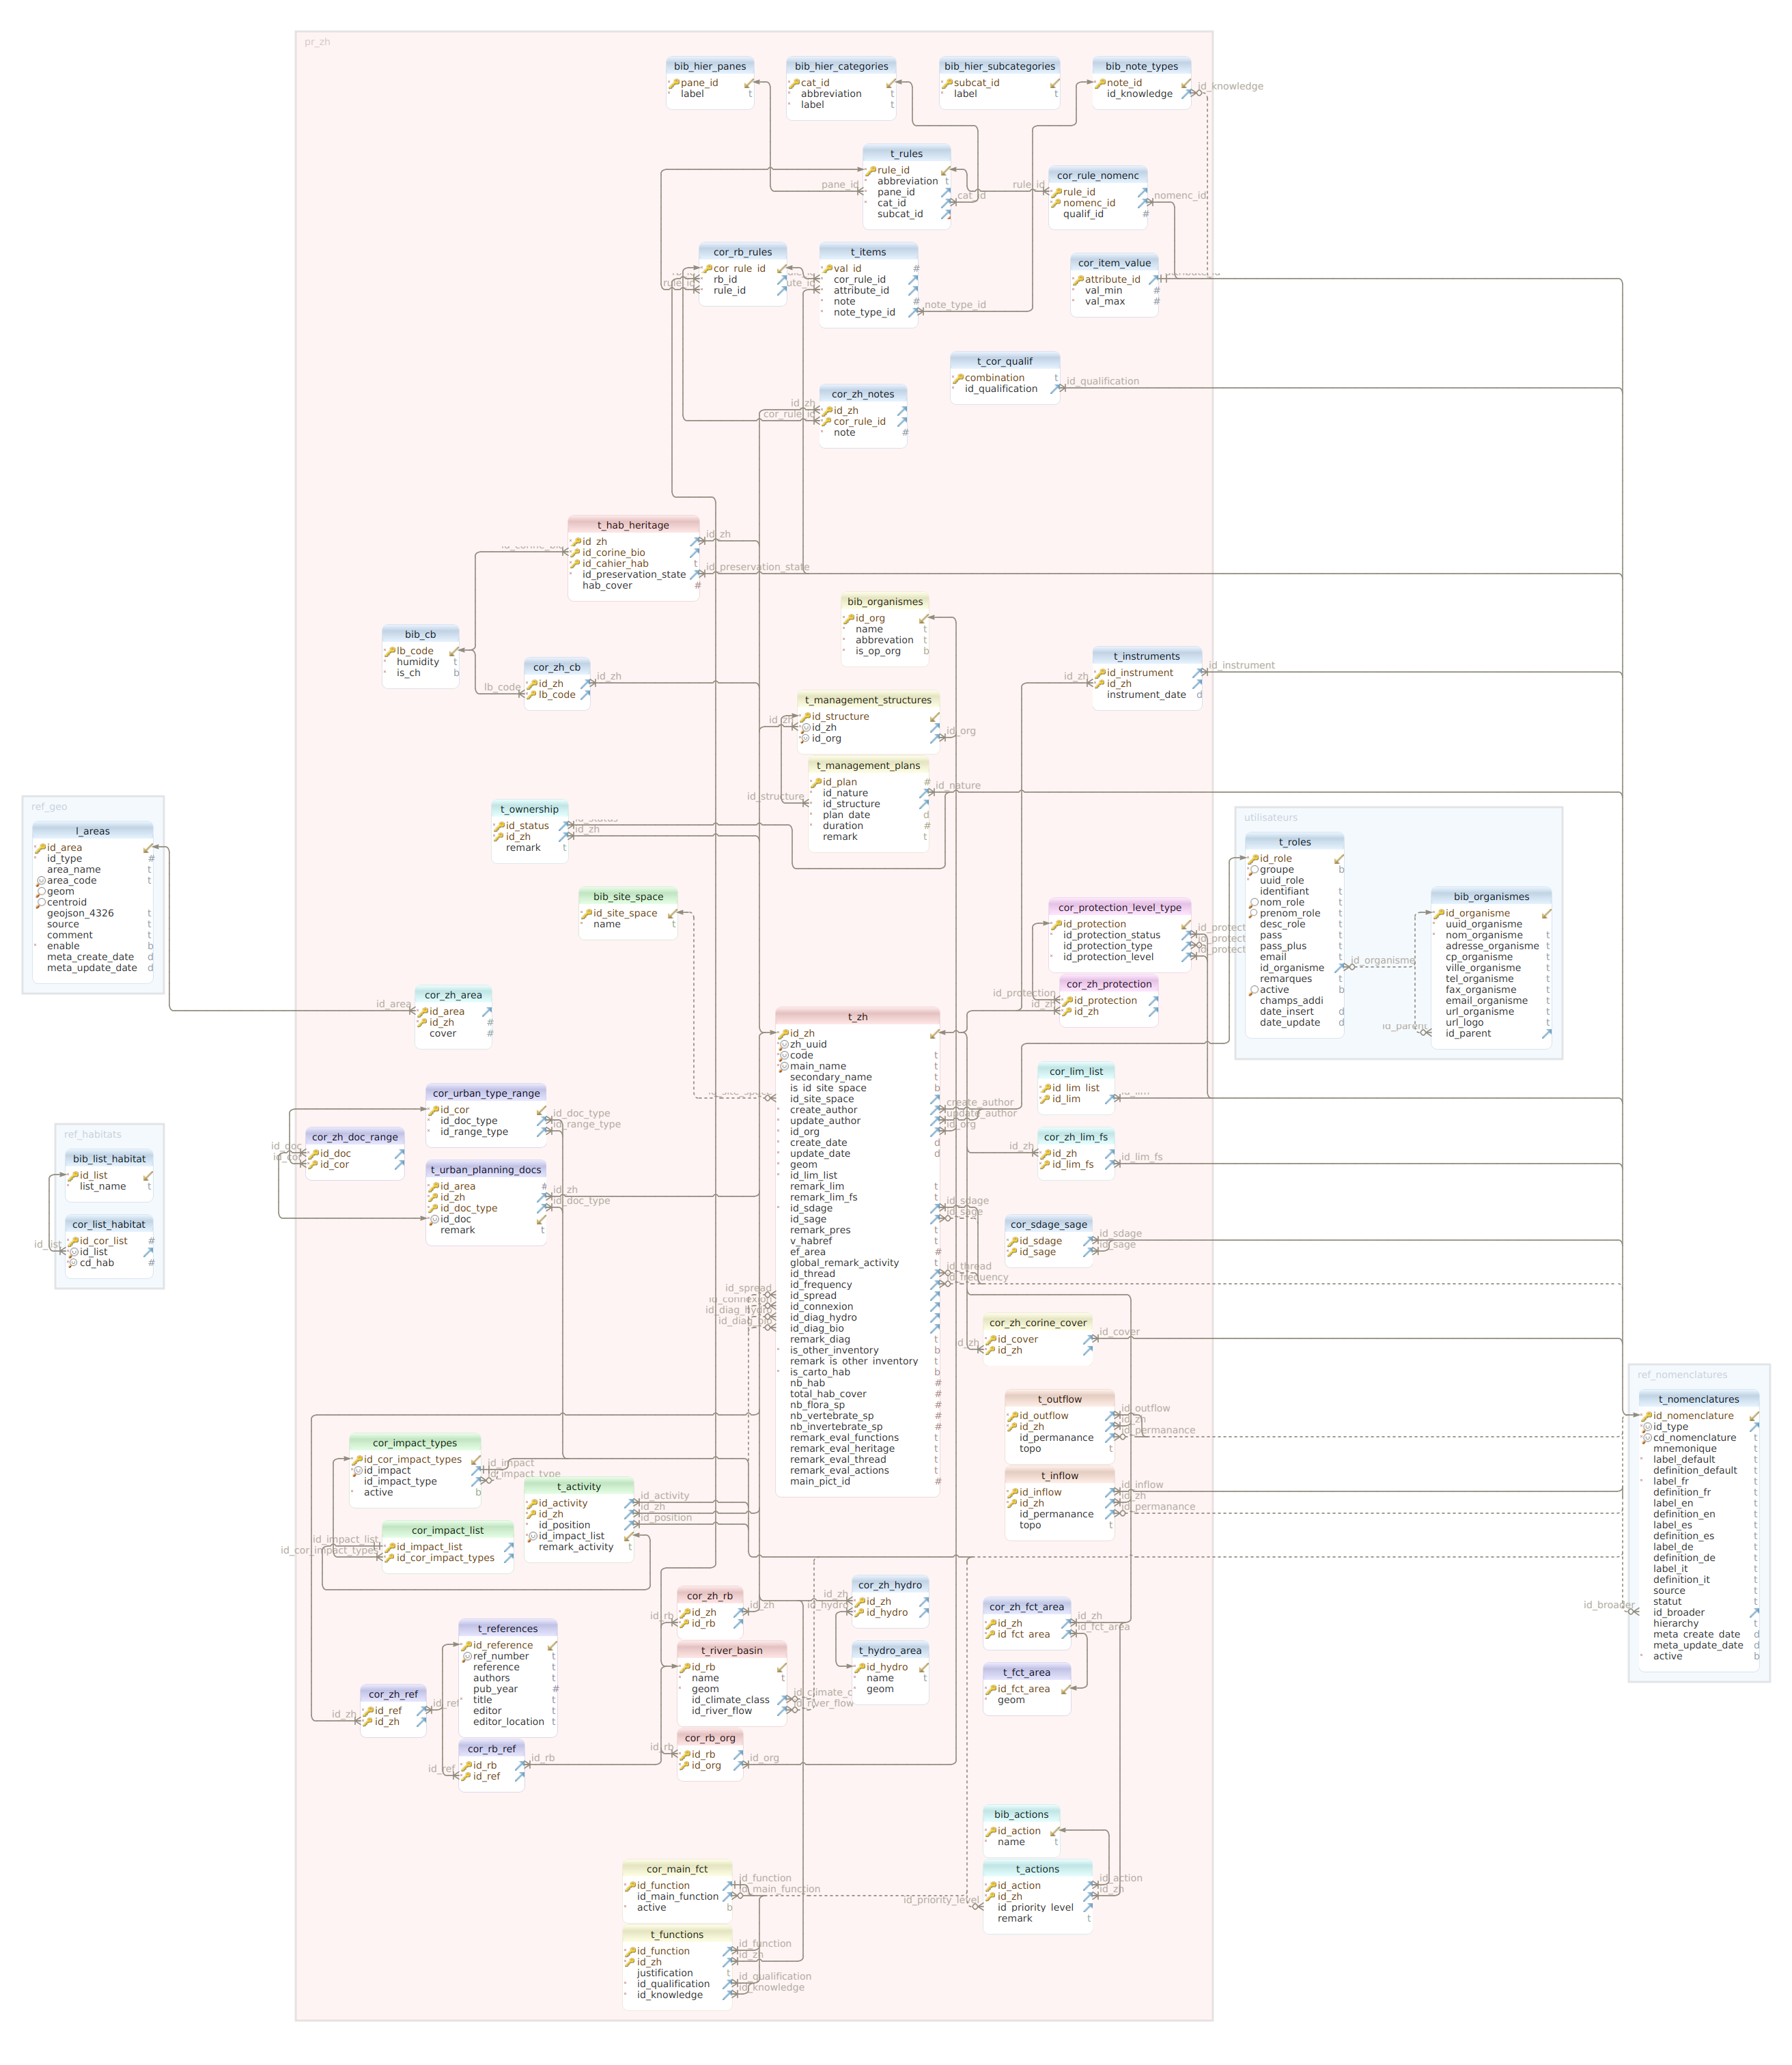 pr_zh
bib_hier_panes
pane_id
label t
bib_hier_categories
cat_id
abbreviation t
label t
bib_hier_subcategories
subcat_id
label t
bib_note_types
note_id
id_knowledge
id_knowledge
t_rules
rule_id
abbreviation t
pane_id
cat_id
subcat_id
pane_id
cat_id
rule_id
cor_rule_nomenc
rule_id
nomenc_id
qualif_id #
nomenc_id
cor_rb_rules
cor_rule_id
rb_id
rule_id
rule_id
t_items
val_id #
cor_rule_id
attribute_id
note #
note_type_id
note_type_id
cor_item_value
attribute_id
val_min #
val_max #
t_cor_qualif
combination t
id_qualification
id_qualification
cor_zh_notes
id_zh
cor_rule_id
note #
id_zh
cor_rule_id
t_hab_heritage
id_zh
id_corine_bio
id_cahier_hab t
id_preservation_state
hab_cover #
id_zh
id_preservation_state
bib_organismes
id_org
name t
abbrevation t
is_op_org b
bib_cb
lb_code
humidity t
is_ch b
cor_zh_cb
id_zh
lb_code
lb_code
id_zh
t_instruments
id_instrument
id_zh
instrument_date d
id_zh
id_instrument
t_management_structures
id_structure
id_zh
id_org
id_zh
id_org
t_management_plans
id_plan #
id_nature
id_structure
plan_date d
duration #
remark t
id_structure
id_nature
t_ownership
id_status
id_zh
remark t
id_status
id_zh
ref_geo
l_areas
id_area
id_type #
area_name t
area_code t
geom
centroid
geojson_4326 t
source t
comment t
enable b
meta_create_date d
meta_update_date d
bib_site_space
id_site_space
name t
utilisateurs
t_roles
id_role
groupe b
uuid_role
identifiant t
nom_role t
prenom_role t
desc_role t
pass t
pass_plus t
email t
id_organisme
remarques t
active b
champs_addi
date_insert d
date_update d
id_organisme
bib_organismes
id_organisme
uuid_organisme
nom_organisme t
adresse_organisme t
cp_organisme t
ville_organisme t
tel_organisme t
fax_organisme t
email_organisme t
url_organisme t
url_logo t
id_parent
id_parent
cor_protection_level_type
id_protection
id_protection_status
id_protection_type
id_protection_level
id_protect
id_protect
id_protect
cor_zh_protection
id_protection
id_zh
id_protection
id_zh
cor_zh_area
id_area
id_zh #
cover #
id_area
t_zh
id_zh
zh_uuid
code t
main_name t
secondary_name t
is_id_site_space b
id_site_space
create_author
update_author
id_org
create_date d
update_date d
geom
id_lim_list
remark_lim t
remark_lim_fs t
id_sdage
id_sage
remark_pres t
v_habref t
ef_area #
global_remark_activity t
id_thread
id_frequency
id_spread
id_connexion
id_diag_hydro
id_diag_bio
remark_diag t
is_other_inventory b
remark_is_other_inventory t
is_carto_hab b
nb_hab #
total_hab_cover #
nb_flora_sp #
nb_vertebrate_sp #
nb_invertebrate_sp #
remark_eval_functions t
remark_eval_heritage t
remark_eval_thread t
remark_eval_actions t
main_pict_id #
create_author
update_author
id_org
id_sdage
id_sage
id_thread
id_frequency
id_spread
id_connexion
id_diag_hydro
id_diag_bio
cor_lim_list
id_lim_list
id_lim
id_lim
cor_zh_lim_fs
id_zh
id_lim_fs
id_zh
id_lim_fs
cor_urban_type_range
id_cor
id_doc_type
id_range_type
id_doc_type
id_range_type
cor_zh_doc_range
id_doc
id_cor
id_doc
id_cor
t_urban_planning_docs
id_area #
id_zh
id_doc_type
id_doc
remark t
id_zh
id_doc_type
ref_habitats
bib_list_habitat
id_list
list_name t
cor_list_habitat
id_cor_list #
id_list
cd_hab #
id_list
cor_sdage_sage
id_sdage
id_sage
id_sdage
id_sage
cor_zh_corine_cover
id_cover
id_zh
id_zh
id_cover
ref_nomenclatures
t_nomenclatures
id_nomenclature
id_type
cd_nomenclature t
mnemonique t
label_default t
definition_default t
label_fr t
definition_fr t
label_en t
definition_en t
label_es t
definition_es t
label_de t
definition_de t
label_it t
definition_it t
source t
statut t
id_broader
hierarchy t
meta_create_date d
meta_update_date d
active b
id_broader
t_outflow
id_outflow
id_zh
id_permanance
topo t
id_outflow
id_zh
id_permanance
t_inflow
id_inflow
id_zh
id_permanance
topo t
id_inflow
id_zh
id_permanance
cor_impact_types
id_cor_impact_types
id_impact
id_impact_type
active b
id_impact
id_impact_type
cor_impact_list
id_impact_list
id_cor_impact_types
id_impact_list
id_cor_impact_types
t_activity
id_activity
id_zh
id_position
id_impact_list
remark_activity t
id_activity
id_zh
id_position
cor_zh_rb
id_zh
id_rb
id_rb
id_zh
cor_zh_hydro
id_zh
id_hydro
id_zh
id_hydro
t_hydro_area
id_hydro
name t
geom
t_river_basin
id_rb
name t
geom
id_climate_class
id_river_flow
id_climate_c
id_river_flow
cor_zh_fct_area
id_zh
id_fct_area
id_zh
id_fct_area
t_fct_area
id_fct_area
geom
t_references
id_reference
ref_number t
reference t
authors t
pub_year #
title t
editor t
editor_location t
cor_zh_ref
id_ref
id_zh
id_zh
id_ref
cor_rb_ref
id_rb
id_ref
id_ref
id_rb
cor_rb_org
id_rb
id_org
id_rb
id_org
bib_actions
id_action
name t
t_actions
id_action
id_zh
id_priority_level
remark t
id_action
id_zh
id_priority_level
cor_main_fct
id_function
id_main_function
active b
id_function
id_main_function
t_functions
id_function
id_zh
justification t
id_qualification
id_knowledge
id_function
id_zh
id_qualification
id_knowledge